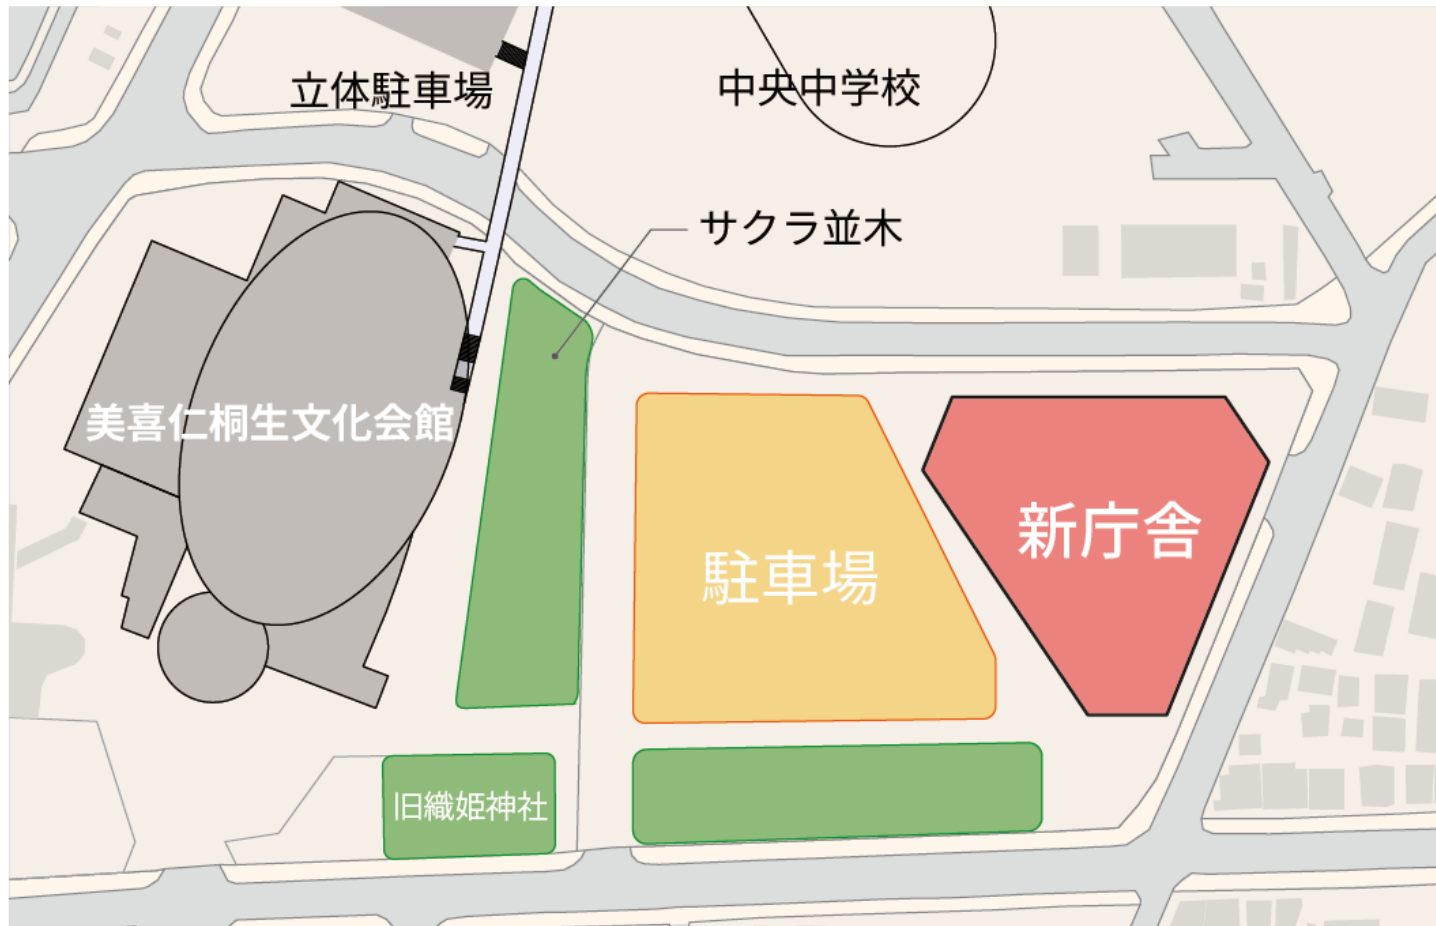 立体駐車場
中央中学校
サクラ並木
美喜仁桐生文化会館
新庁舎
駐車場
旧織姫神社